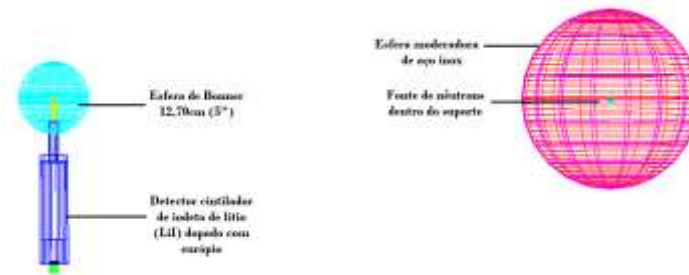 Esfera de Bonner
12,70cm (5")
Detector cintilador
de iodeto de lítio
(LiI) dopado com
európio
Esfera moderadora
de aço inox
Fonte de nêutrons
dentro do suporte